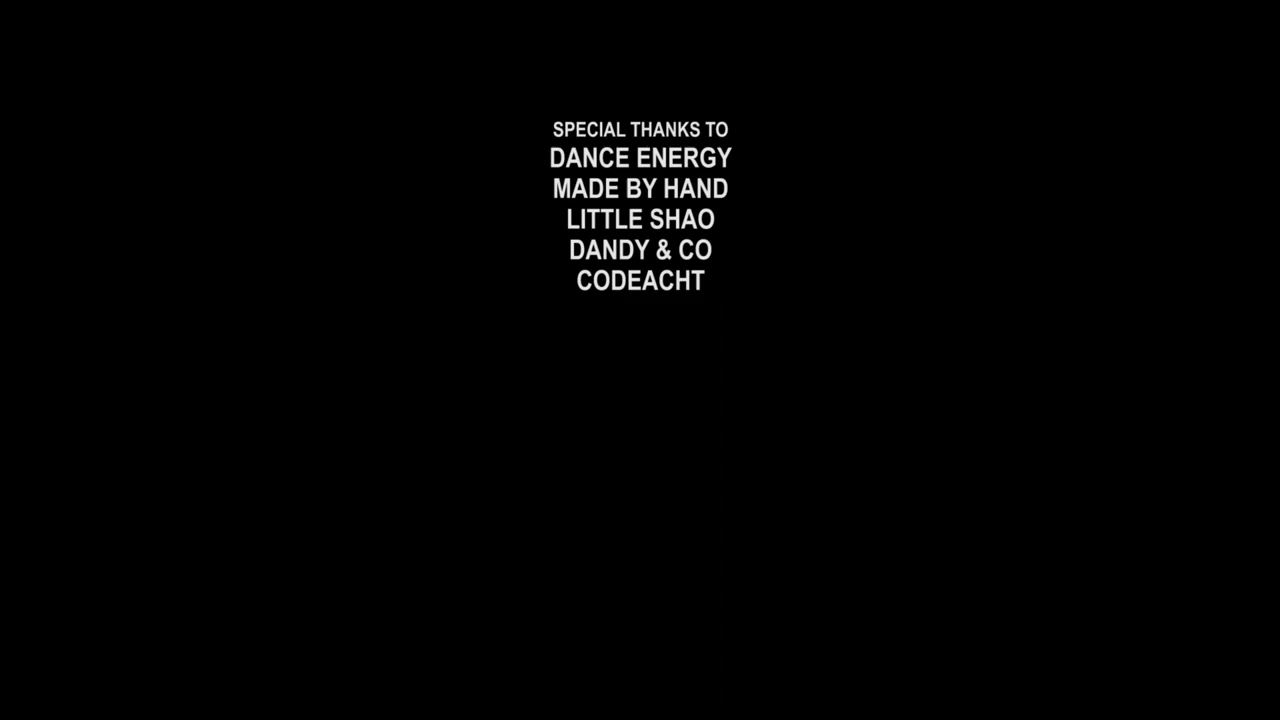 SPECIAL THANKS TO
DANCE ENERGY
MADE BY HAND
LITTLE SHAO
DANDY & CO
CODEACHT